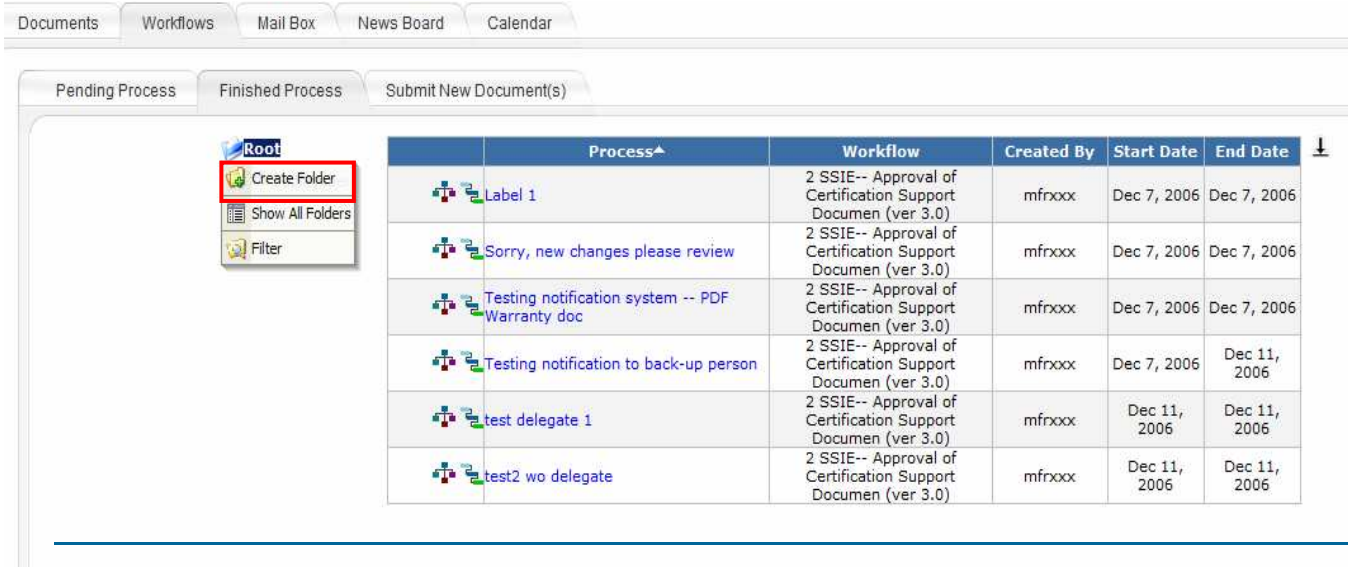 Documents Workflows Mail Box News Board Calendar
Pending Process Finished Process Submit New Document(s)
Root
Create Folder
Show All Folders
Filter
Process Workflow Created By Start Date End Date
Label 1
2 SSIE-- Approval of
Certification Support
Documen (ver 3.0)
mfrxxx
Dec 7, 2006
Dec 7, 2006
Sorry, new changes please review
2 SSIE-- Approval of
Certification Support
Documen (ver 3.0)
mfrxxx
Dec 7, 2006
Dec 7, 2006
Testing notification system -- PDF
Warranty doc
2 SSIE-- Approval of
Certification Support
Documen (ver 3.0)
mfrxxx
Dec 7, 2006
Dec 7, 2006
Testing notification to back-up person
2 SSIE-- Approval of
Certification Support
Documen (ver 3.0)
mfrxxx
Dec 7, 2006
Dec 11,
2006
test delegate 1
2 SSIE-- Approval of
Certification Support
Documen (ver 3.0)
mfrxxx
Dec 11,
2006
Dec 11,
2006
test2 wo delegate
2 SSIE-- Approval of
Certification Support
Documen (ver 3.0)
mfrxxx
Dec 11,
2006
Dec 11,
2006